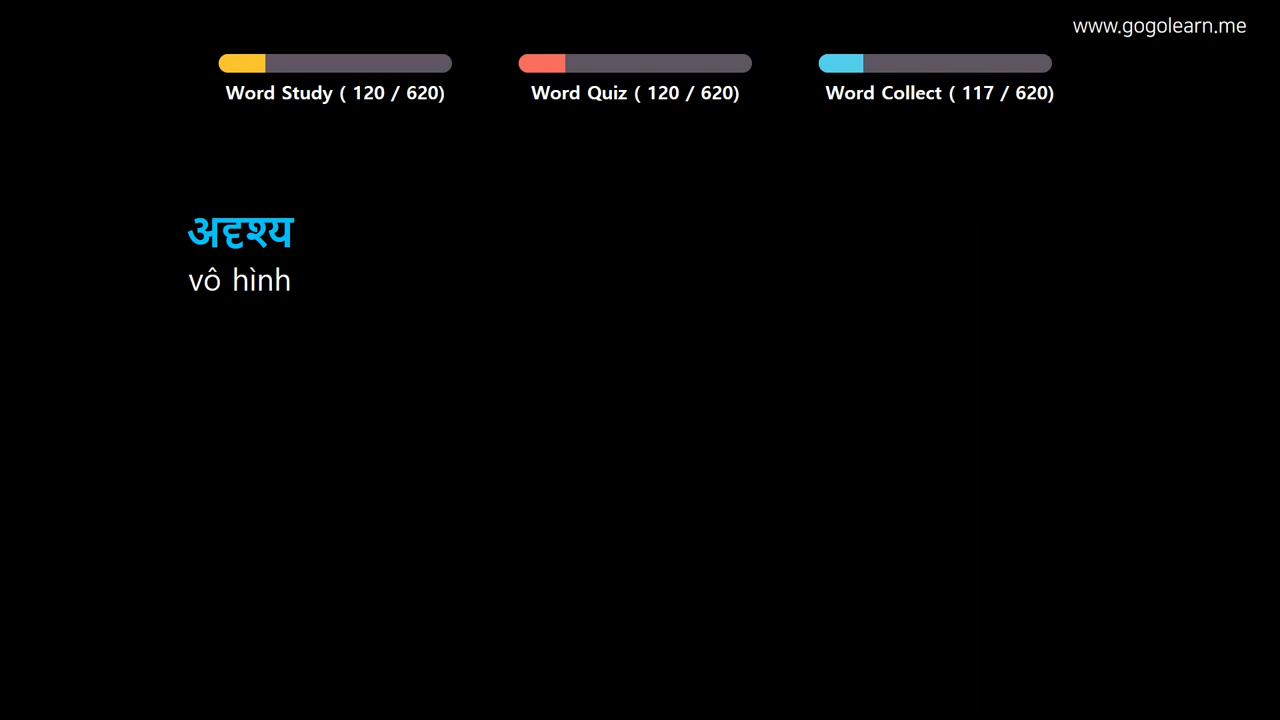 www.gogolearn.me
Word Study ( 120 / 620)
Word Quiz ( 120 / 620)
Word Collect ( 117 / 620)
अदृश्य
vô hình